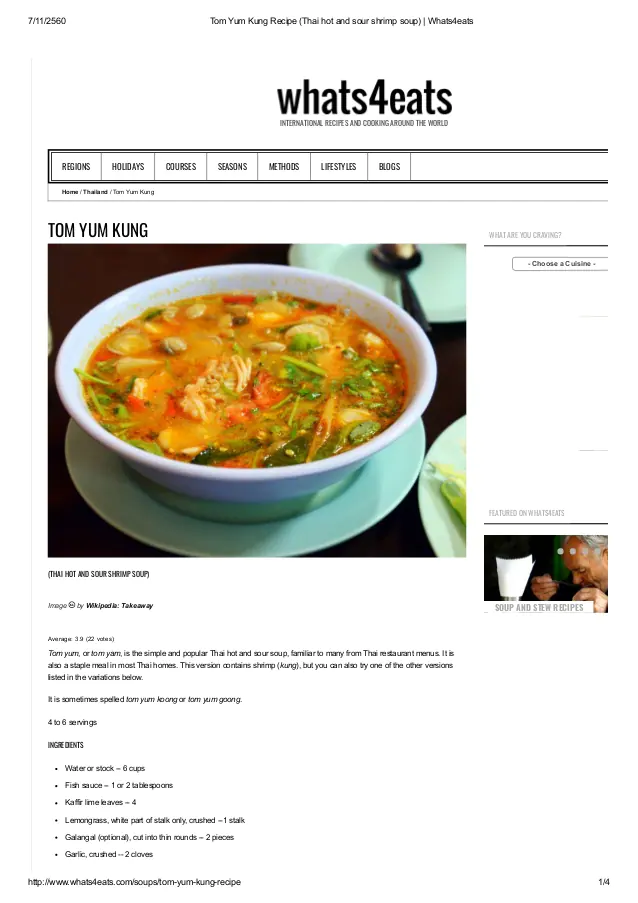 7/11/2560 Tom Yum Kung Recipe (Thai hot and sour shrimp soup) | Whats4eats
whats4eats
INTERNATIONAL RECIPES AND COOKING AROUND THE WORLD
REGIONS HOLIDAYS COURSES SEASONS METHODS LIFESTYLES BLOGS
Home / Thailand / Tom Yum Kung
TOM YUM KUNG
(THAI HOT AND SOUR SHRIMP SOUP)
Image by Wikipedia: Takeaway
Average: 3.9 (22 votes)
Tom yum, or tom yam, is the simple and popular Thai hot and sour soup, familiar to many from Thai restaurant menus. It is
also a staple meal in most Thai homes. This version contains shrimp (kung), but you can also try one of the other versions
listed in the variations below.
It is sometimes spelled tom yum koong or tom yum goong.
4 to 6 servings
INGREDIENTS
• Water or stock -- 6 cups
• Fish sauce -- 1 or 2 tablespoons
• Kaffir lime leaves -- 4
• Lemongrass, white part of stalk only, crushed --1 stalk
• Galangal (optional), cut into thin rounds -- 2 pieces
• Garlic, crushed -- 2 cloves
WHAT ARE YOU CRAVING?
- Choose a Cuisine -
FEATURED ON WHATS4EATS
SOUP AND STEW RECIPES
http://www.whats4eats.com/soups/tom-yum-kung-recipe 1/4